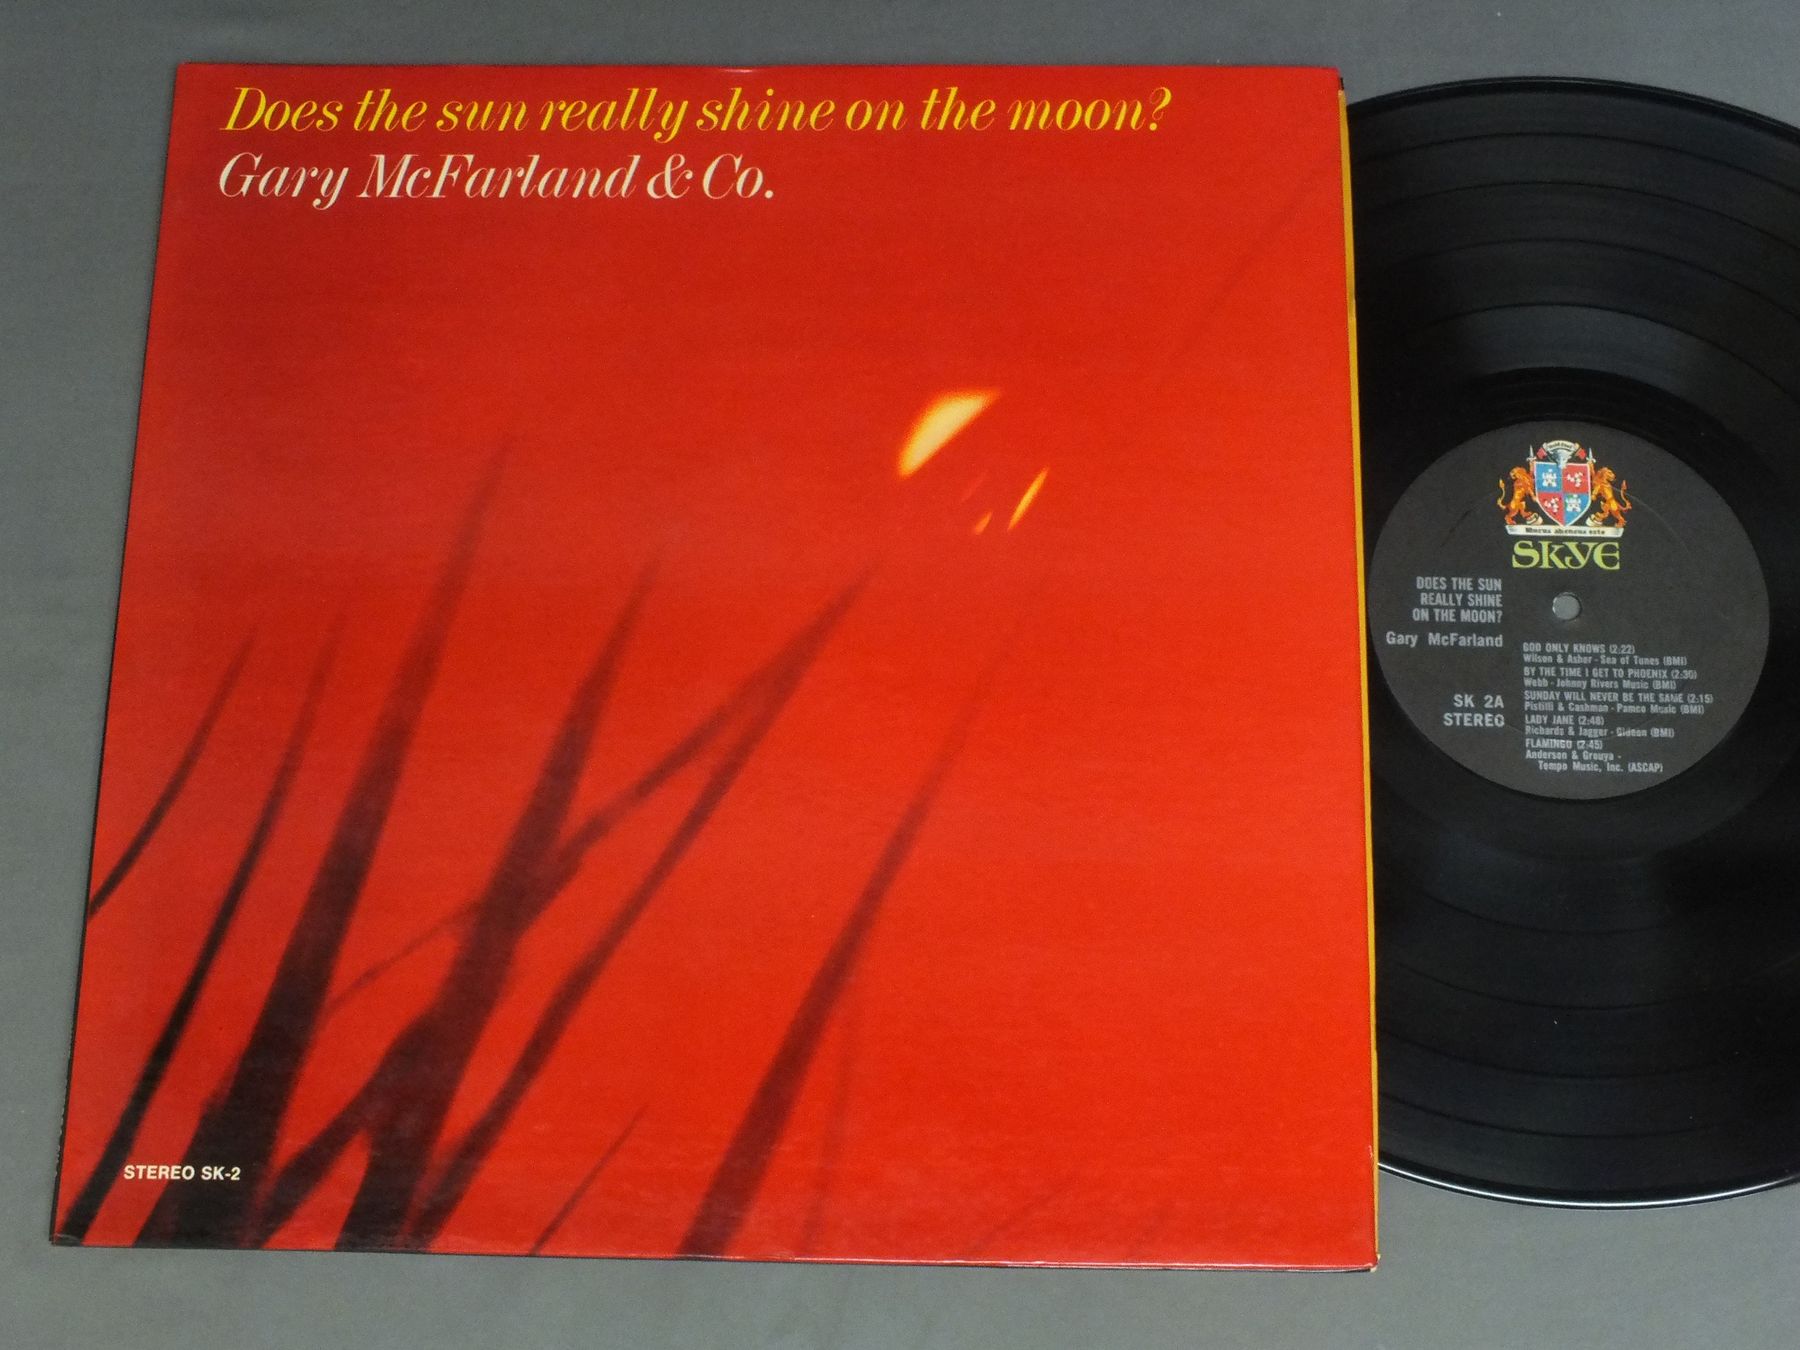 Does the sun really shine on the moon?
Gary McFarland & Co.
STEREO SK-2
SKYE
DOES THE SUN
REALLY SHINE
ON THE MOON?
Gary McFarland
SK 2A
STEREO
GOD ONLY KNOWS (2:22)
Wilson & Asher - Sea of Tunes (BMI)
BY THE TIME I GET TO PHOENIX (2:30)
Webb - Johnny Rivers Music (BMI)
SUNDAY WILL NEVER BE THE SAME (2:15)
Pistilli & Cashman - Pamco Music (BMI)
LADY JANE (2:48)
Richards & Jagger - Gideon (BMI)
FLAMINGO (2:45)
Anderson & Grouya -
Tempo Music, Inc. (ASCAP)